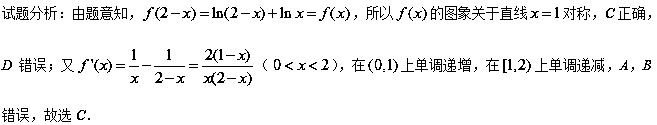 试题分析：由题意知，f(2−x)=ln(2−x)+ln x=f(x)，所以f(x)的图象关于直线x=1对称，C正确，
D 错误；又f'(x)=1/x−1/(2−x)=2(1−x)/(x(2−x))（0<x<2），在(0,1)上单调递增，在[1,2)上单调递减，A，B
错误，故选C．